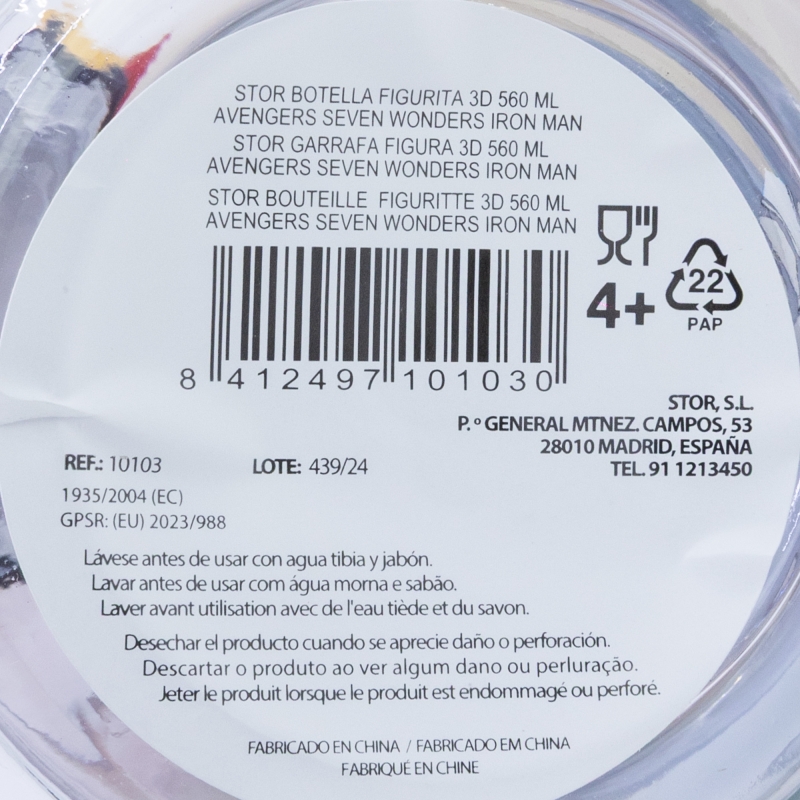 STOR BOTELLA FIGURITA 3D 560 ML
AVENGERS SEVEN WONDERS IRON MAN
STOR GARRAFA FIGURA 3D 560 ML
AVENGERS SEVEN WONDERS IRON MAN
STOR BOUTEILLE FIGURITTE 3D 560 ML
AVENGERS SEVEN WONDERS IRON MAN
4+
22
PAP
8 412497 101030
STOR, S.L.
P.º GENERAL MTNEZ. CAMPOS, 53
28010 MADRID, ESPAÑA
TEL. 91 1213450
REF.: 10103 LOTE: 439/24
1935/2004 (EC)
GPSR: (EU) 2023/988
Lávese antes de usar con agua tibia y jabón.
Lavar antes de usar com água morna e sabão.
Laver avant utilisation avec de l'eau tiède et du savon.
Desechar el producto cuando se aprecie daño o perforación.
Descartar o produto ao ver algum dano ou perluração.
Jeter le produit lorsque le produit est endommagé ou perforé.
FABRICADO EN CHINA / FABRICADO EM CHINA
FABRIQUÉ EN CHINE